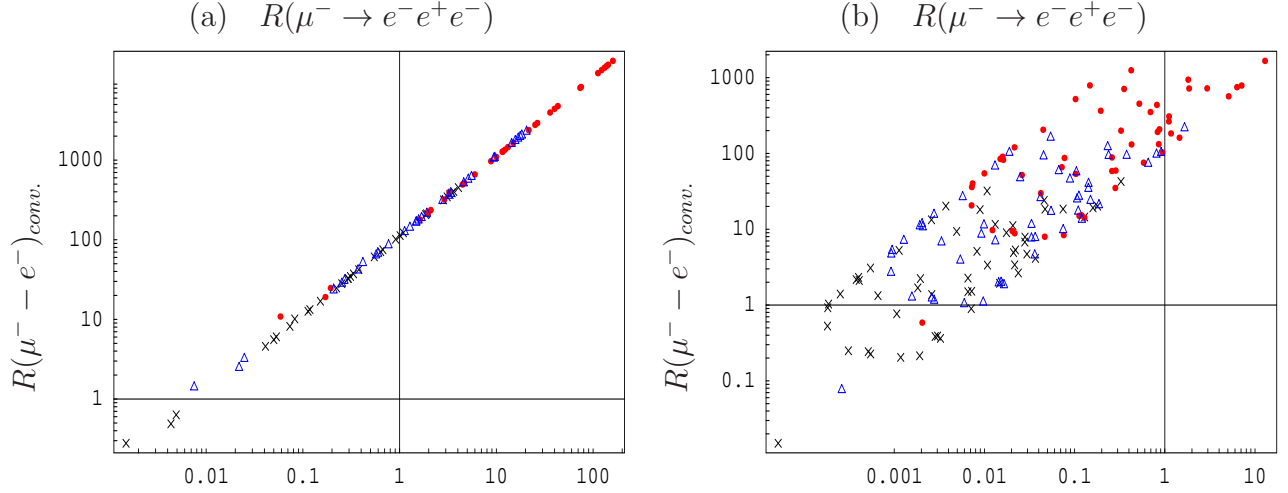 (a) R(μ⁻ → e⁻e⁺e⁻)
(b) R(μ⁻ → e⁻e⁺e⁻)
R(μ⁻ − e⁻)conv.
1000
100
10
1
0.01 0.1 1 10 100
R(μ⁻ − e⁻)conv.
1000
100
10
1
0.1
0.001 0.01 0.1 1 10